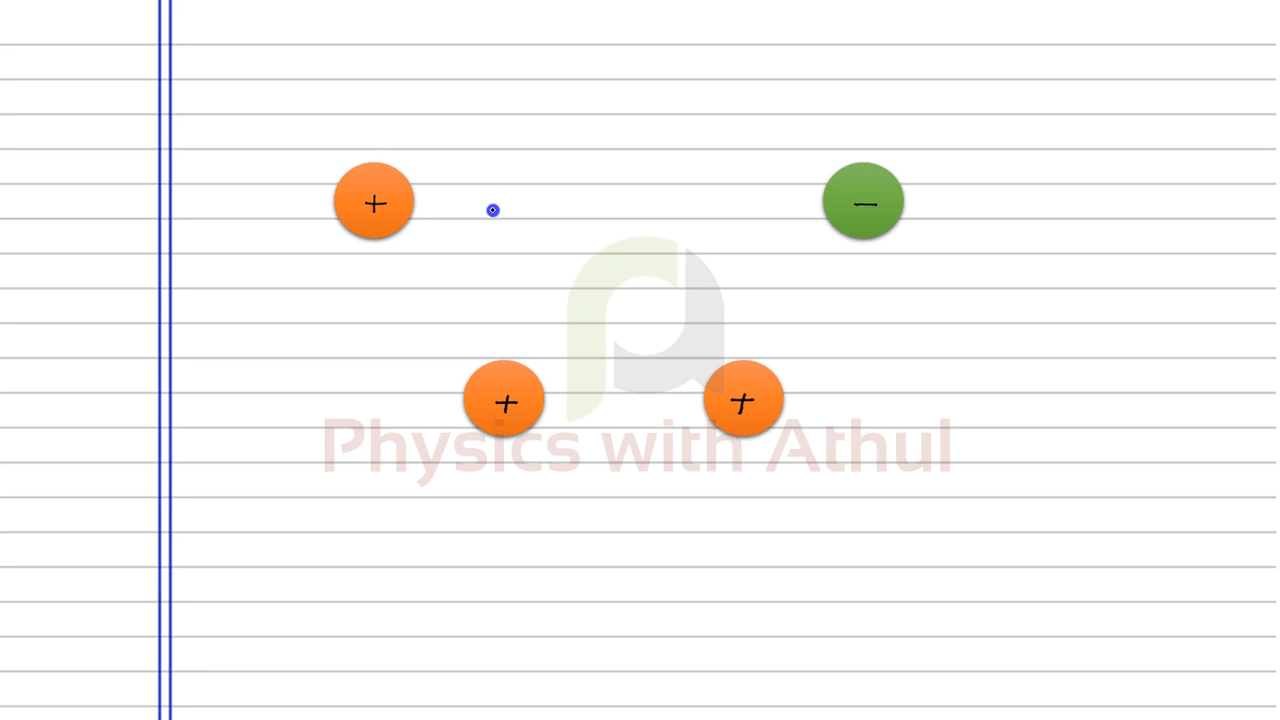 + −
+ +
Physics with Athul